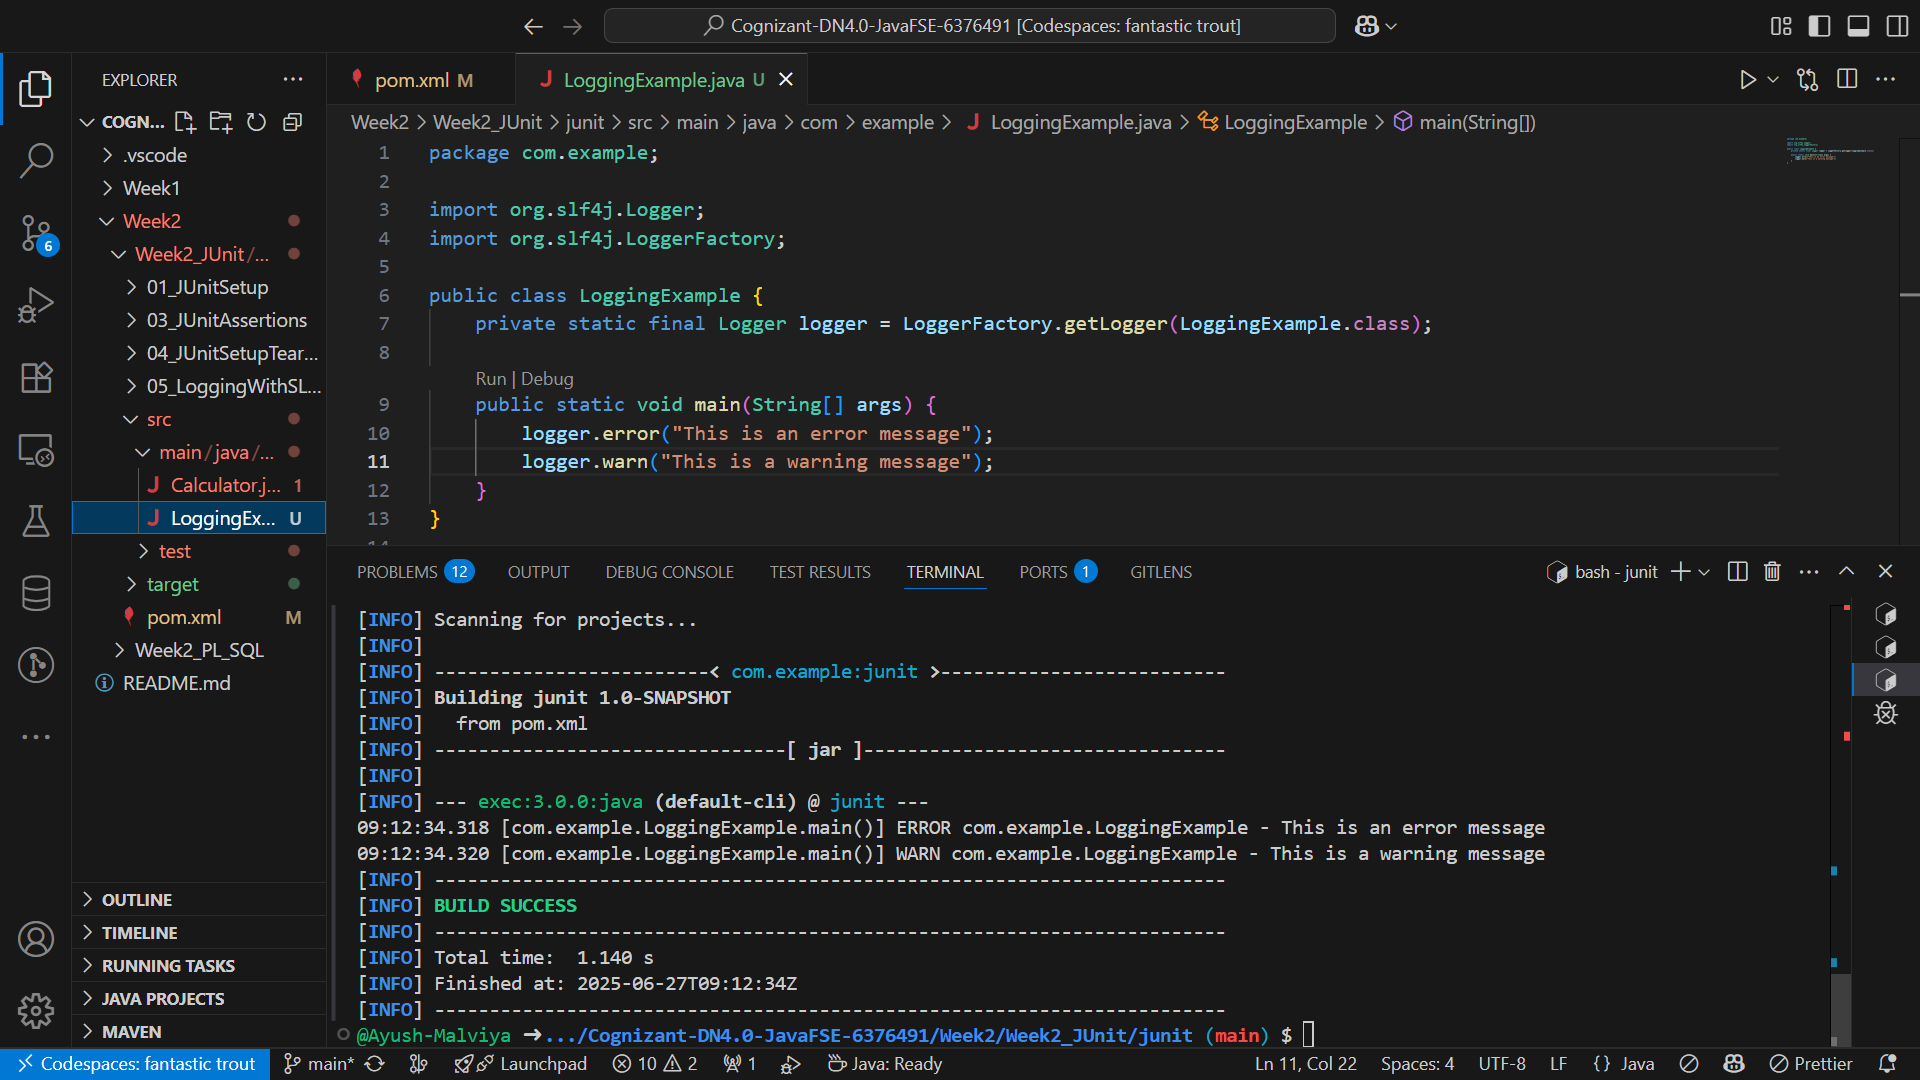 Cognizant-DN4.0-JavaFSE-6376491 [Codespaces: fantastic trout]
EXPLORER
COGN...
.vscode
Week1
Week2
Week2_JUnit/...
01_JUnitSetup
03_JUnitAssertions
04_JUnitSetupTear...
05_LoggingWithSL...
src
main/java/...
Calculator.j... 1
LoggingEx... U
test
target
pom.xml M
Week2_PL_SQL
README.md
OUTLINE
TIMELINE
RUNNING TASKS
JAVA PROJECTS
MAVEN
6
pom.xml M
LoggingExample.java U
Week2 > Week2_JUnit > junit > src > main > java > com > example > LoggingExample.java > LoggingExample > main(String[])
1 package com.example;
2
3 import org.slf4j.Logger;
4 import org.slf4j.LoggerFactory;
5
6 public class LoggingExample {
7 private static final Logger logger = LoggerFactory.getLogger(LoggingExample.class);
8
Run | Debug
9 public static void main(String[] args) {
10 logger.error("This is an error message");
11 logger.warn("This is a warning message");
12 }
13 }
14
PROBLEMS 12 OUTPUT DEBUG CONSOLE TEST RESULTS TERMINAL PORTS 1 GITLENS
bash - junit
[INFO] Scanning for projects...
[INFO]
[INFO] -------------------------< com.example:junit >--------------------------
[INFO] Building junit 1.0-SNAPSHOT
[INFO]   from pom.xml
[INFO] --------------------------------[ jar ]---------------------------------
[INFO]
[INFO] --- exec:3.0.0:java (default-cli) @ junit ---
09:12:34.318 [com.example.LoggingExample.main()] ERROR com.example.LoggingExample - This is an error message
09:12:34.320 [com.example.LoggingExample.main()] WARN com.example.LoggingExample - This is a warning message
[INFO] ------------------------------------------------------------------------
[INFO] BUILD SUCCESS
[INFO] ------------------------------------------------------------------------
[INFO] Total time:  1.140 s
[INFO] Finished at: 2025-06-27T09:12:34Z
[INFO] ------------------------------------------------------------------------
@Ayush-Malviya ➜ .../Cognizant-DN4.0-JavaFSE-6376491/Week2/Week2_JUnit/junit (main) $
Codespaces: fantastic trout main* Launchpad 10 2 1 Java: Ready Ln 11, Col 22 Spaces: 4 UTF-8 LF {} Java Prettier